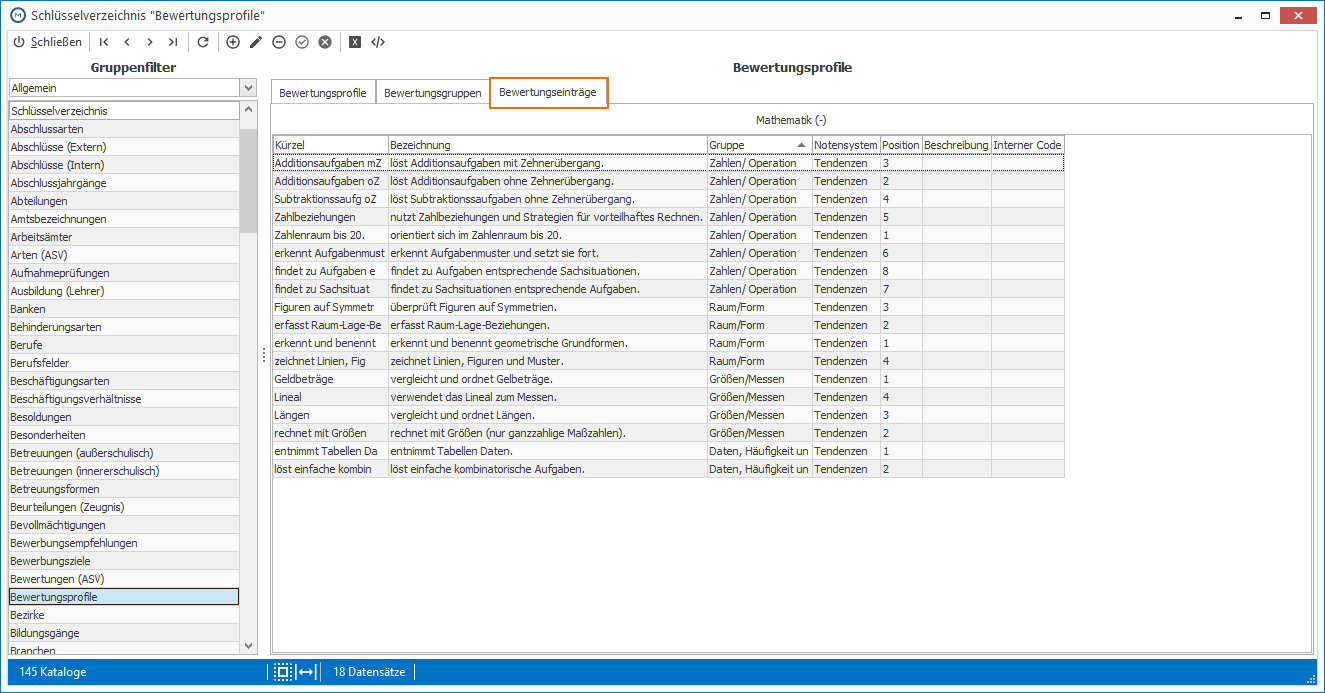 Schlüsselverzeichnis "Bewertungsprofile"
Schließen
Gruppenfilter
Allgemein
Schlüsselverzeichnis
Abschlussarten
Abschlüsse (Extern)
Abschlüsse (Intern)
Abschlussjahrgänge
Abteilungen
Amtsbezeichnungen
Arbeitsämter
Arten (ASV)
Aufnahmeprüfungen
Ausbildung (Lehrer)
Banken
Behinderungsarten
Berufe
Berufsfelder
Beschäftigungsarten
Beschäftigungsverhältnisse
Besoldungen
Besonderheiten
Betreuungen (außerschulisch)
Betreuungen (innererschulisch)
Betreuungsformen
Beurteilungen (Zeugnis)
Bevollmächtigungen
Bewerbungsempfehlungen
Bewerbungsziele
Bewertungen (ASV)
Bewertungsprofile
Bezirke
Bildungsgänge
Branchen
Bewertungsprofile
Bewertungsprofile Bewertungsgruppen Bewertungseinträge
Mathematik (-)
Kürzel Bezeichnung Gruppe Notensystem Position Beschreibung Interner Code
Additionsaufgaben mZ löst Additionsaufgaben mit Zehnerübergang. Zahlen/ Operation Tendenzen 3
Additionsaufgaben oZ löst Additionsaufgaben ohne Zehnerübergang. Zahlen/ Operation Tendenzen 2
Subtraktionssaufg oZ löst Subtraktionssaufgaben ohne Zehnerübergang. Zahlen/ Operation Tendenzen 4
Zahlbeziehungen nutzt Zahlbeziehungen und Strategien für vorteilhaftes Rechnen. Zahlen/ Operation Tendenzen 5
Zahlenraum bis 20. orientiert sich im Zahlenraum bis 20. Zahlen/ Operation Tendenzen 1
erkennt Aufgabenmust erkennt Aufgabenmuster und setzt sie fort. Zahlen/ Operation Tendenzen 6
findet zu Aufgaben e findet zu Aufgaben entsprechende Sachsituationen. Zahlen/ Operation Tendenzen 8
findet zu Sachsituat findet zu Sachsituationen entsprechende Aufgaben. Zahlen/ Operation Tendenzen 7
Figuren auf Symmetr überprüft Figuren auf Symmetrien. Raum/Form Tendenzen 3
erfasst Raum-Lage-Be erfasst Raum-Lage-Beziehungen. Raum/Form Tendenzen 2
erkennt und benennt erkennt und benennt geometrische Grundformen. Raum/Form Tendenzen 1
zeichnet Linien, Fig zeichnet Linien, Figuren und Muster. Raum/Form Tendenzen 4
Geldbeträge vergleicht und ordnet Gelbeträge. Größen/Messen Tendenzen 1
Lineal verwendet das Lineal zum Messen. Größen/Messen Tendenzen 4
Längen vergleicht und ordnet Längen. Größen/Messen Tendenzen 3
rechnet mit Größen rechnet mit Größen (nur ganzzahlige Maßzahlen). Größen/Messen Tendenzen 2
entnimmt Tabellen Da entnimmt Tabellen Daten. Daten, Häufigkeit un Tendenzen 1
löst einfache kombin löst einfache kombinatorische Aufgaben. Daten, Häufigkeit un Tendenzen 2
145 Kataloge 18 Datensätze